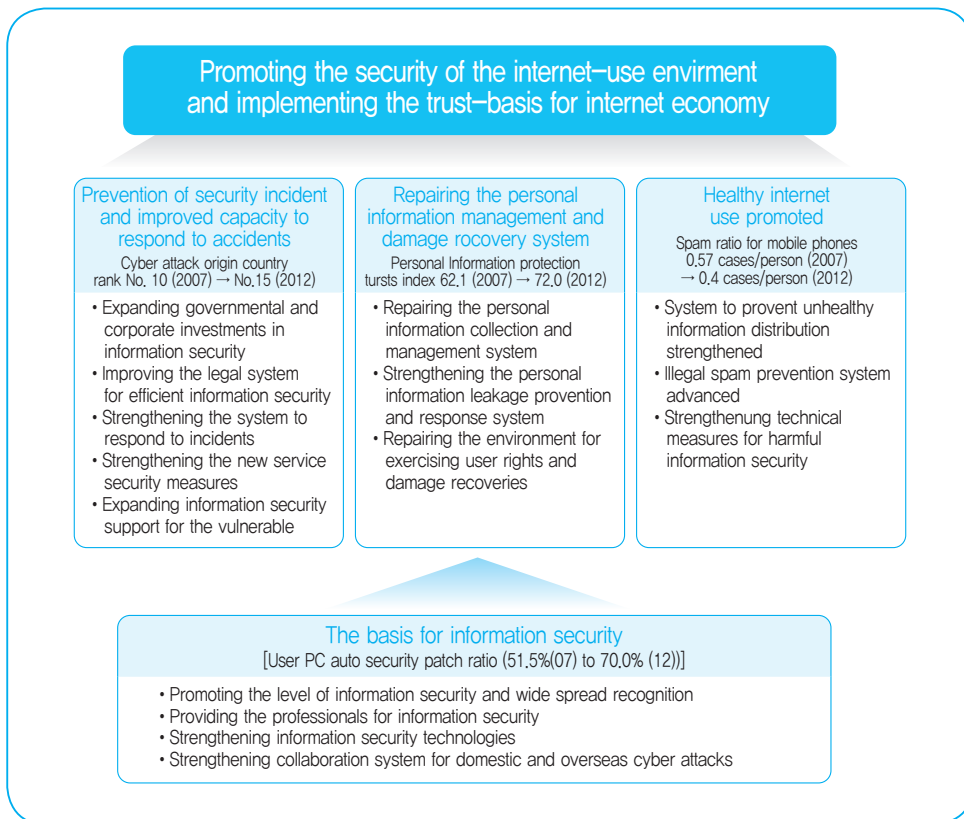 Promoting the security of the internet-use envirment
and implementing the trust-basis for internet economy
Prevention of security incident
and improved capacity to
respond to accidents
Cyber attack origin country
rank No. 10 (2007) → No.15 (2012)
• Expanding governmental and
corporate investments in
information security
• Improving the legal system
for efficient information security
• Strengthening the system to
respond to incidents
• Strengthening the new service
security measures
• Expanding information security
support for the vulnerable
Repairing the personal
information management and
damage rocovery system
Personal Information protection
tursts index 62.1 (2007) → 72.0 (2012)
• Repairing the personal
information collection and
management system
• Strengthening the personal
information leakage provention
and response system
• Repairing the environment for
exercising user rights and
damage recoveries
Healthy internet
use promoted
Spam ratio for mobile phones
0.57 cases/person (2007)
→ 0.4 cases/person (2012)
• System to provent unhealthy
information distribution
strengthened
• Illegal spam prevention system
advanced
• Strengthenung technical
measures for harmful
information security
The basis for information security
[User PC auto security patch ratio (51.5%(07) to 70.0% (12))]
• Promoting the level of information security and wide spread recognition
• Providing the professionals for information security
• Strengthening information security technologies
• Strengthening collaboration system for domestic and overseas cyber attacks